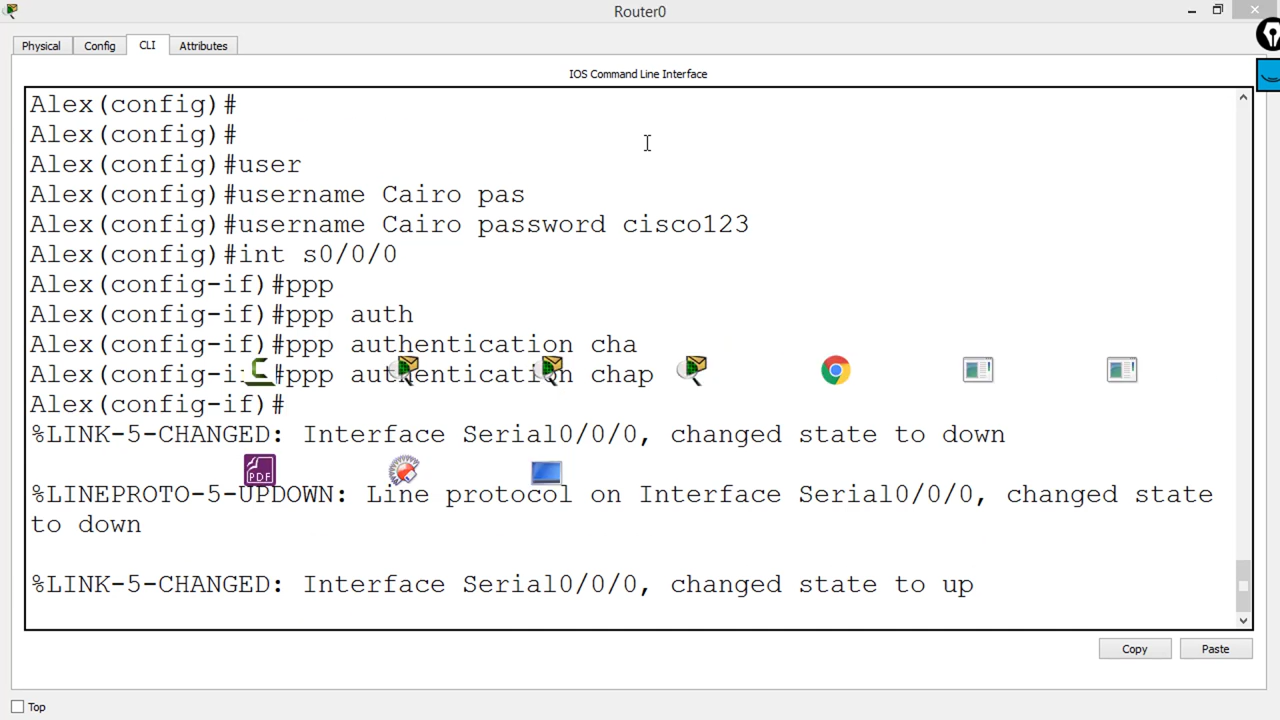 Router0
Physical
Config
CLI
Attributes
IOS Command Line Interface
Alex(config)#
Alex(config)#
Alex(config)#user
Alex(config)#username Cairo pas
Alex(config)#username Cairo password cisco123
Alex(config)#int s0/0/0
Alex(config-if)#ppp
Alex(config-if)#ppp auth
Alex(config-if)#ppp authentication cha
Alex(config-if)#ppp authentication chap
Alex(config-if)#
%LINK-5-CHANGED: Interface Serial0/0/0, changed state to down
PDF
%LINEPROTO-5-UPDOWN: Line protocol on Interface Serial0/0/0, changed state
to down
%LINK-5-CHANGED: Interface Serial0/0/0, changed state to up
Copy
Paste
Top